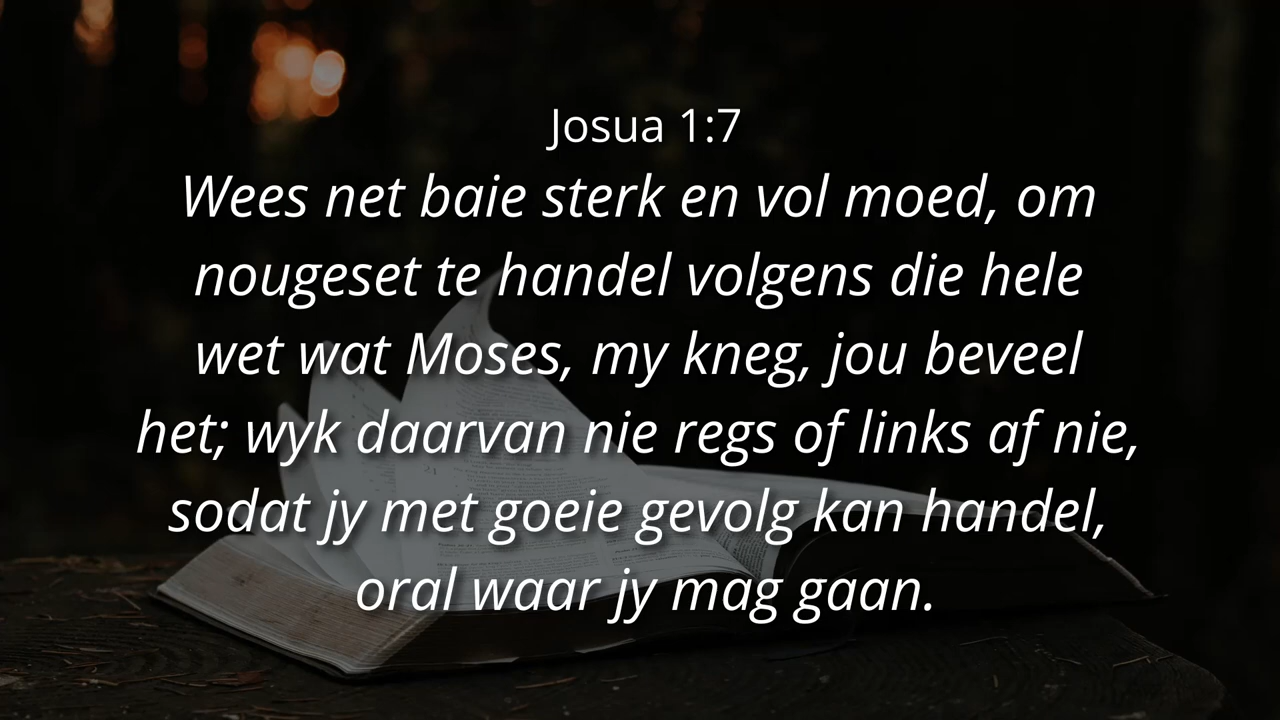 Josua 1:7
Wees net baie sterk en vol moed, om
nougeset te handel volgens die hele
wet wat Moses, my kneg, jou beveel
het; wyk daarvan nie regs of links af nie,
sodat jy met goeie gevolg kan handel,
oral waar jy mag gaan.